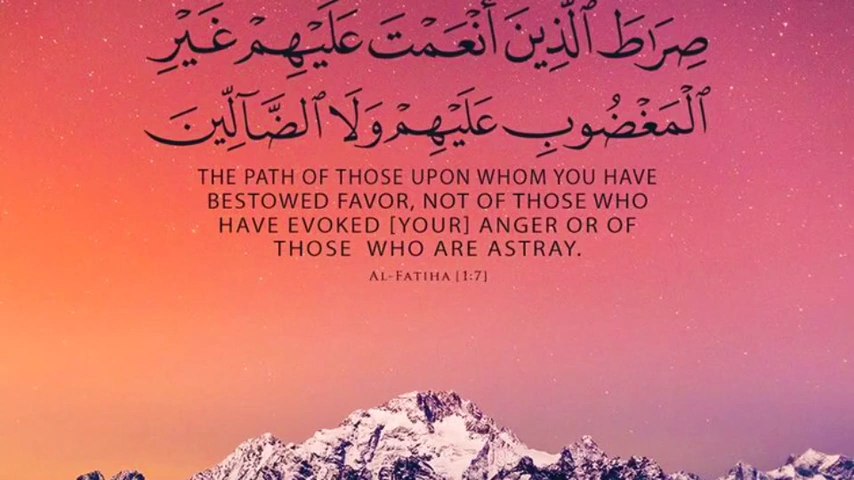 صِرَٰطَ ٱلَّذِينَ أَنْعَمْتَ عَلَيْهِمْ غَيْرِ
ٱلْمَغْضُوبِ عَلَيْهِمْ وَلَا ٱلضَّآلِّينَ
THE PATH OF THOSE UPON WHOM YOU HAVE
BESTOWED FAVOR, NOT OF THOSE WHO
HAVE EVOKED [YOUR] ANGER OR OF
THOSE WHO ARE ASTRAY.
AL-FATIHA [1:7]